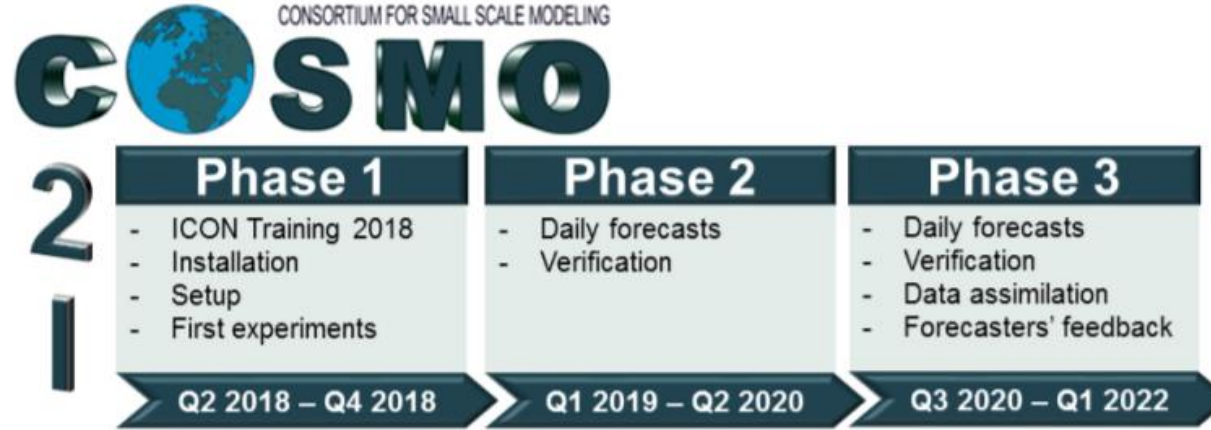 CONSORTIUM FOR SMALL SCALE MODELING
COSMO
2
I
Phase 1
- ICON Training 2018
- Installation
- Setup
- First experiments
Q2 2018 – Q4 2018
Phase 2
- Daily forecasts
- Verification
Q1 2019 – Q2 2020
Phase 3
- Daily forecasts
- Verification
- Data assimilation
- Forecasters’ feedback
Q3 2020 – Q1 2022